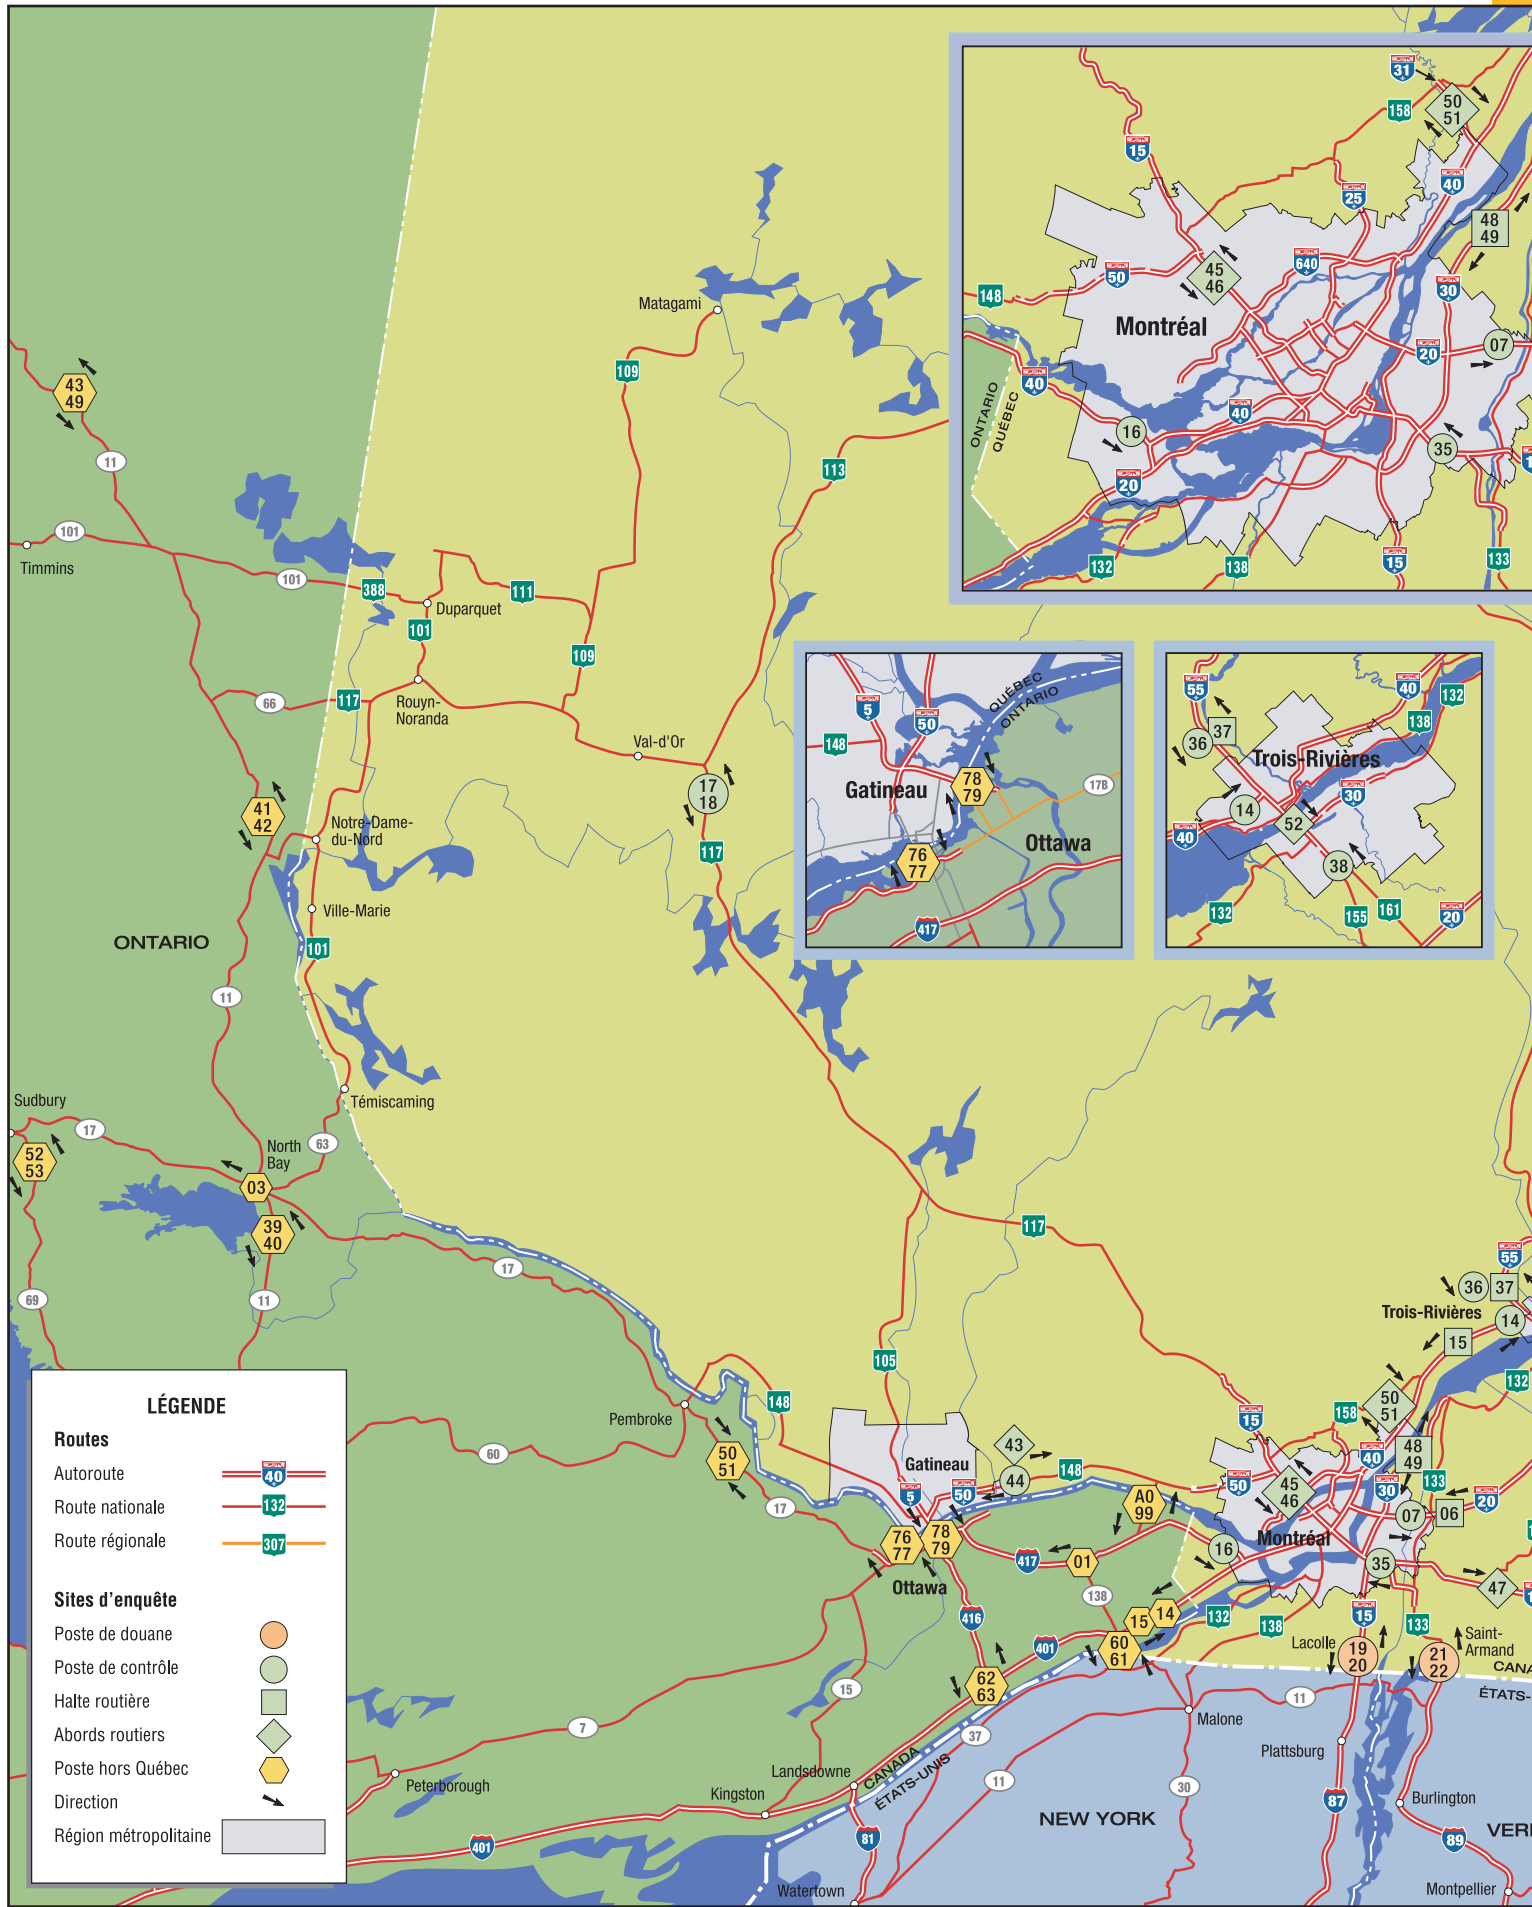 31
158
50
51
15
25
40
48
49
50
45
46
640
30
148
Montréal
07
20
40
ONTARIO
QUÉBEC
40
16
35
20
132
138
15
133
Matagami
109
43
49
11
113
101
Timmins
101
388
111
Duparquet
101
109
66
117
Rouyn-
Noranda
Val-d'Or
17
18
41
42
Notre-Dame-
du-Nord
117
Ville-Marie
ONTARIO
101
11
QUÉBEC
ONTARIO
5
50
148
78
79
17B
Gatineau
Ottawa
76
77
417
55
40
132
138
37
36
Trois-Rivières
30
14
52
40
38
132
155
161
20
Témiscaming
Sudbury
17
63
North
Bay
52
53
03
39
40
17
69
11
117
55
36
37
Trois-Rivières
14
15
105
132
148
Pembroke
50
51
15
158
60
50
51
43
Gatineau
44
148
40
48
49
5
50
50
45
46
30
133
20
A0
99
17
07
06
76
77
78
79
Montréal
16
417
01
35
Ottawa
138
47
416
15
14
132
138
15
133
401
60
61
Lacolle
19
20
Saint-
Armand
21
22
62
63
15
11
Malone
7
37
CANADA
ÉTATS-UNIS
Plattsburg
Landsdowne
11
30
Peterborough
Kingston
87
Burlington
NEW YORK
401
81
89
Watertown
Montpellier
LÉGENDE
Routes
Autoroute 40
Route nationale 132
Route régionale 307
Sites d'enquête
Poste de douane
Poste de contrôle
Halte routière
Abords routiers
Poste hors Québec
Direction
Région métropolitaine